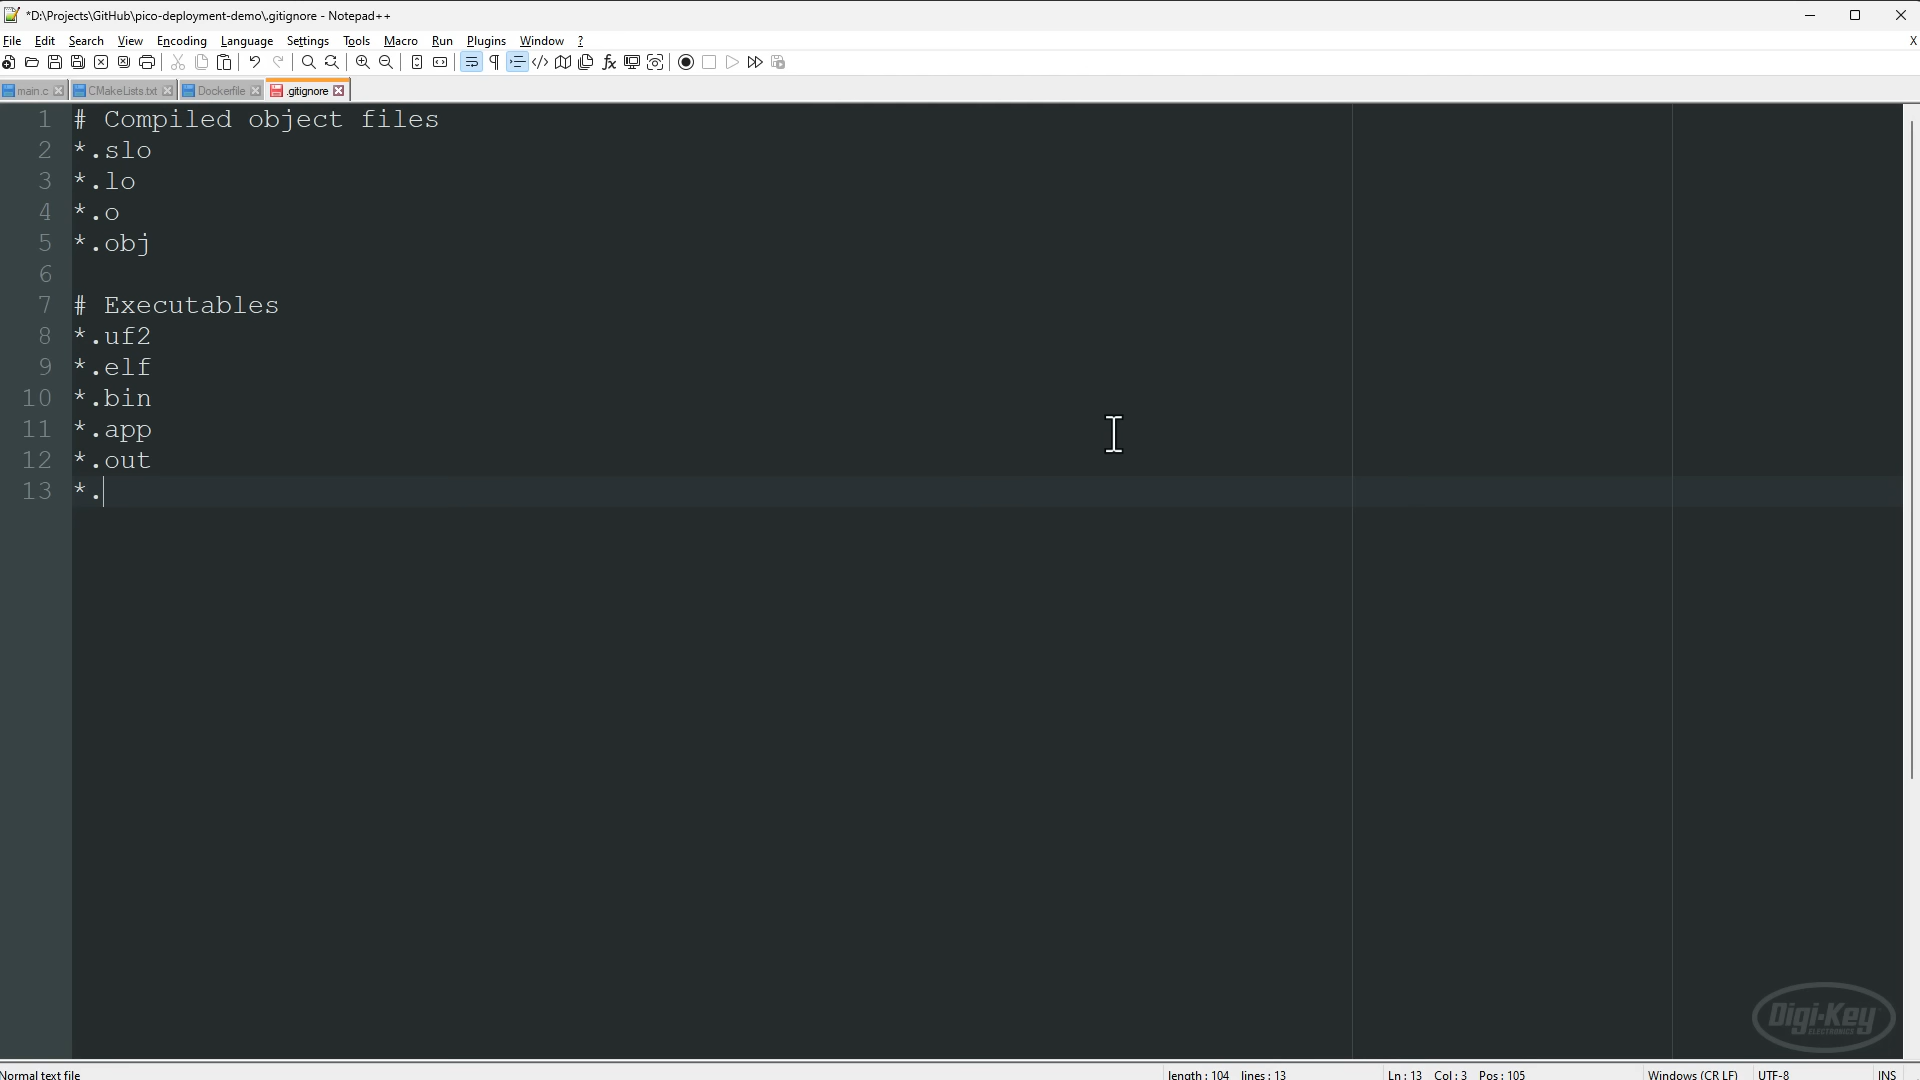 *D:\Projects\GitHub\pico-deployment-demo\.gitignore - Notepad++
File Edit Search View Encoding Language Settings Tools Macro Run Plugins Window ? X
main.c CMakeLists.txt Dockerfile .gitignore
1 # Compiled object files
2 *.slo
3 *.lo
4 *.o
5 *.obj
6
7 # Executables
8 *.uf2
9 *.elf
10 *.bin
11 *.app
12 *.out
13 *.
Digi-Key
ELECTRONICS
Normal text file length : 104 lines : 13 Ln : 13 Col : 3 Pos : 105 Windows (CR LF) UTF-8 INS